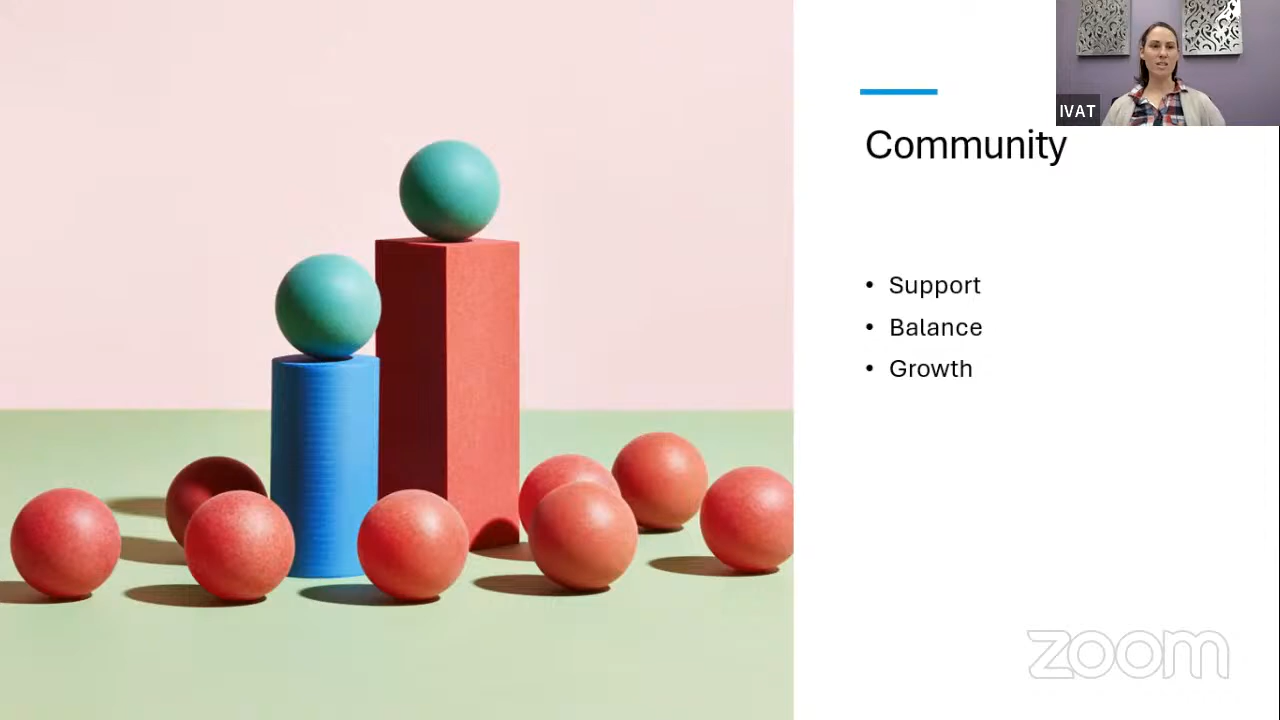 IVAT
Community
• Support
• Balance
• Growth
zoom